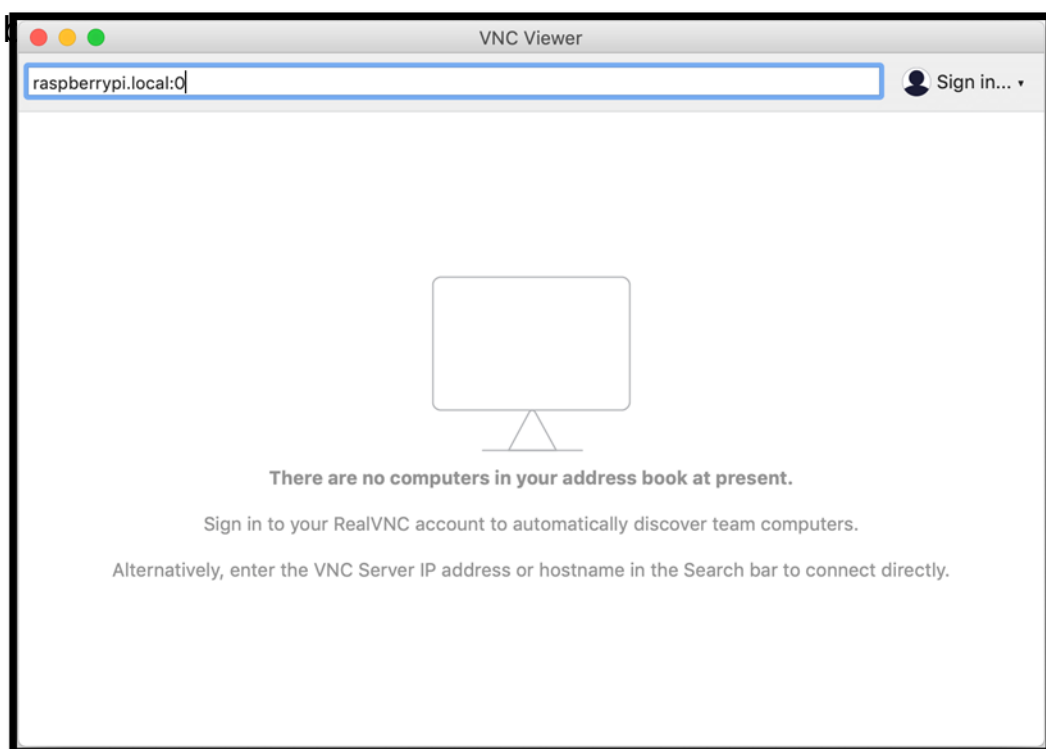 VNC Viewer
raspberrypi.local:0
Sign in...
There are no computers in your address book at present.
Sign in to your RealVNC account to automatically discover team computers.
Alternatively, enter the VNC Server IP address or hostname in the Search bar to connect directly.